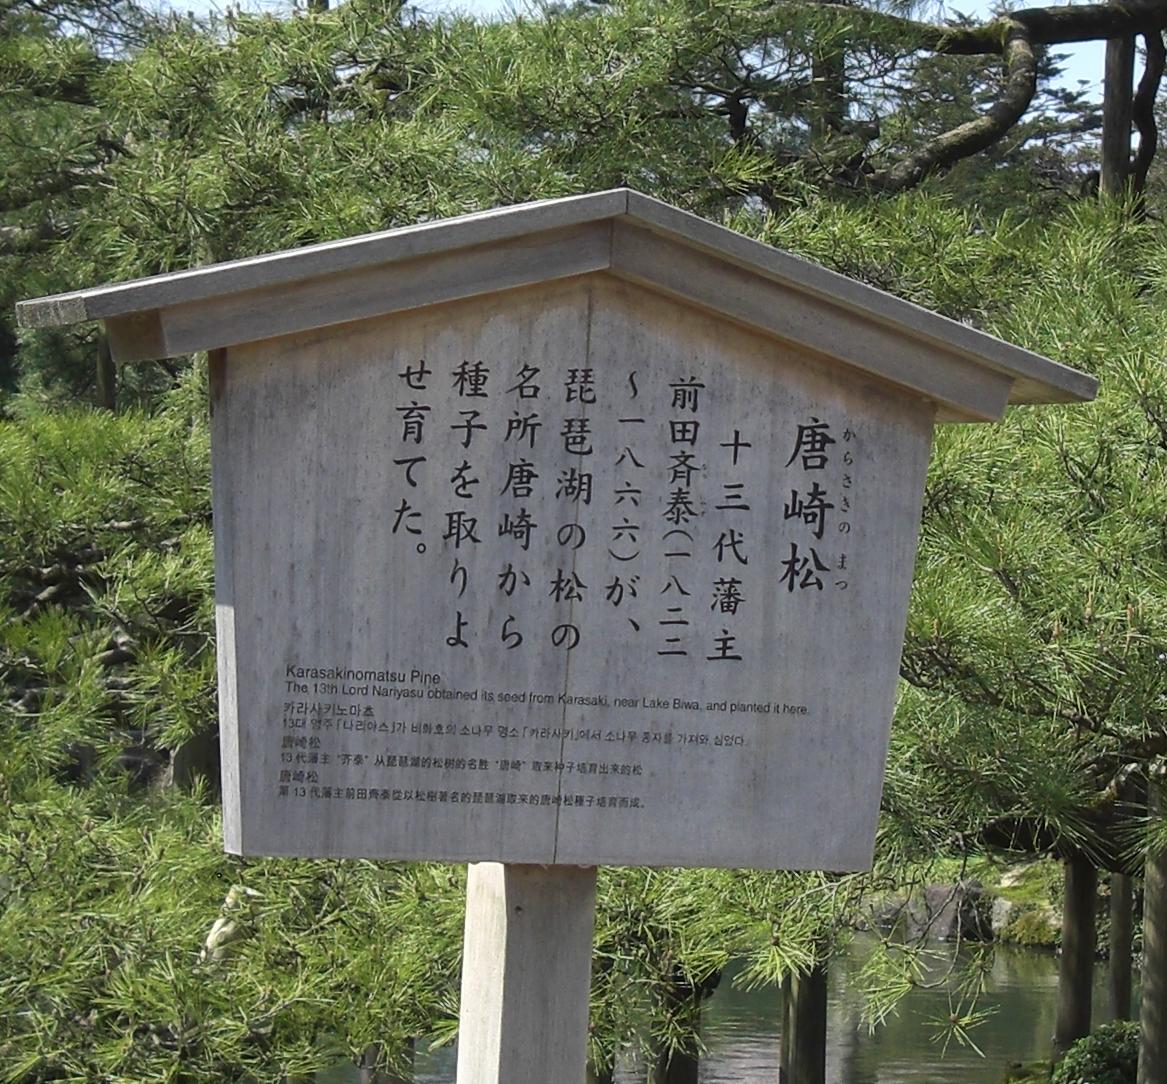 唐崎松
からさきの まつ
十三代藩主
前田斉泰(一八二二
〜一八六六)が、
琵琶湖の松の
名所唐崎から
種子を取りよ
せ育てた。
Karasakinomatsu Pine
The 13th Lord Nariyasu obtained its seed from Karasaki, near Lake Biwa, and planted it here.
카라사키노마츠
13대 영주 「나리야스」가 비화호의 소나무 명소 「카라사키」에서 소나무 종자를 가져와 심었다.
唐崎松
13 代藩主 “齐泰” 从琵琶湖的松树的名胜 “唐崎” 取来种子培育出来的松
唐崎松
第 13 代藩主前田齊泰從以松樹著名的琵琶湖取來的唐崎松種子培育而成。